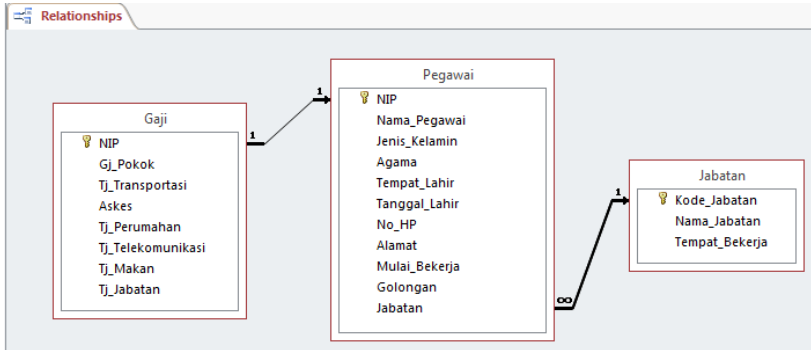 Relationships
Gaji
NIP
Gj_Pokok
Tj_Transportasi
Askes
Tj_Perumahan
Tj_Telekomunikasi
Tj_Makan
Tj_Jabatan
1
1
Pegawai
NIP
Nama_Pegawai
Jenis_Kelamin
Agama
Tempat_Lahir
Tanggal_Lahir
No_HP
Alamat
Mulai_Bekerja
Golongan
Jabatan
∞
1
Jabatan
Kode_Jabatan
Nama_Jabatan
Tempat_Bekerja